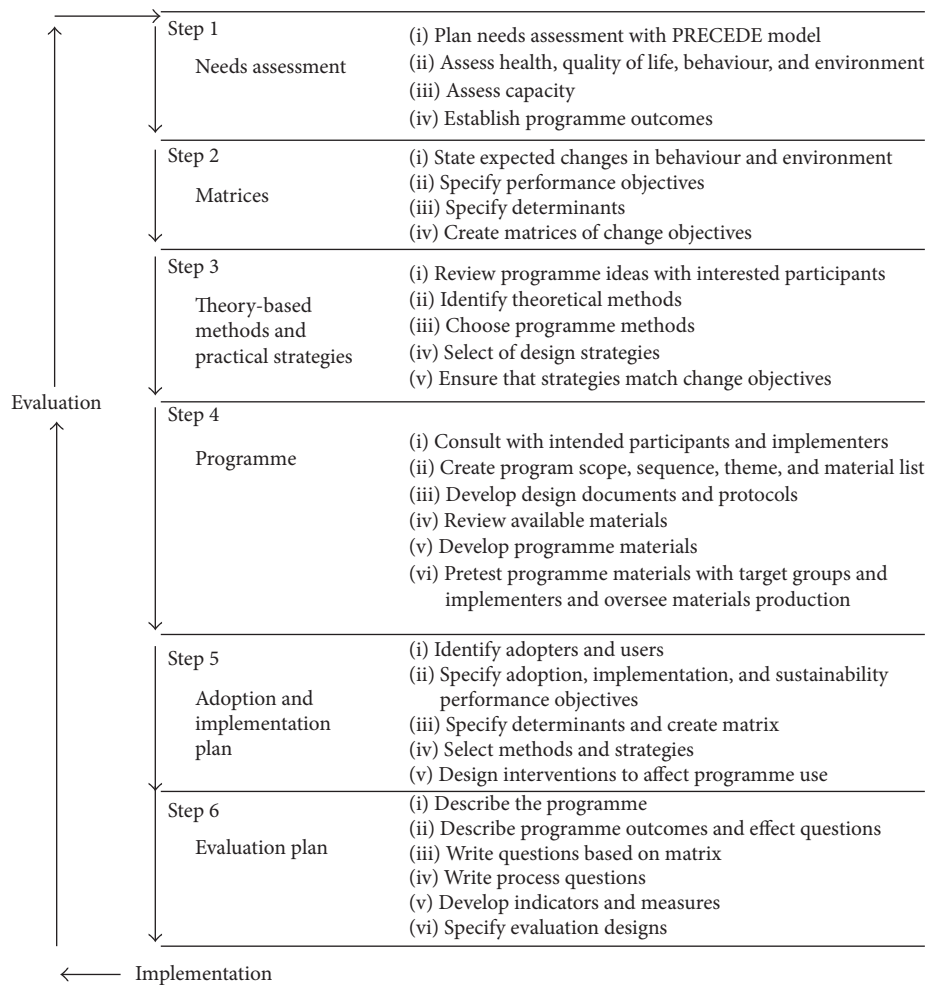 Step 1
Needs assessment
(i) Plan needs assessment with PRECEDE model
(ii) Assess health, quality of life, behaviour, and environment
(iii) Assess capacity
(iv) Establish programme outcomes
Step 2
Matrices
(i) State expected changes in behaviour and environment
(ii) Specify performance objectives
(iii) Specify determinants
(iv) Create matrices of change objectives
Step 3
Theory-based
methods and
practical strategies
(i) Review programme ideas with interested participants
(ii) Identify theoretical methods
(iii) Choose programme methods
(iv) Select of design strategies
(v) Ensure that strategies match change objectives
Evaluation
Step 4
Programme
(i) Consult with intended participants and implementers
(ii) Create program scope, sequence, theme, and material list
(iii) Develop design documents and protocols
(iv) Review available materials
(v) Develop programme materials
(vi) Pretest programme materials with target groups and
implementers and oversee materials production
Step 5
Adoption and
implementation
plan
(i) Identify adopters and users
(ii) Specify adoption, implementation, and sustainability
performance objectives
(iii) Specify determinants and create matrix
(iv) Select methods and strategies
(v) Design interventions to affect programme use
Step 6
Evaluation plan
(i) Describe the programme
(ii) Describe programme outcomes and effect questions
(iii) Write questions based on matrix
(iv) Write process questions
(v) Develop indicators and measures
(vi) Specify evaluation designs
Implementation